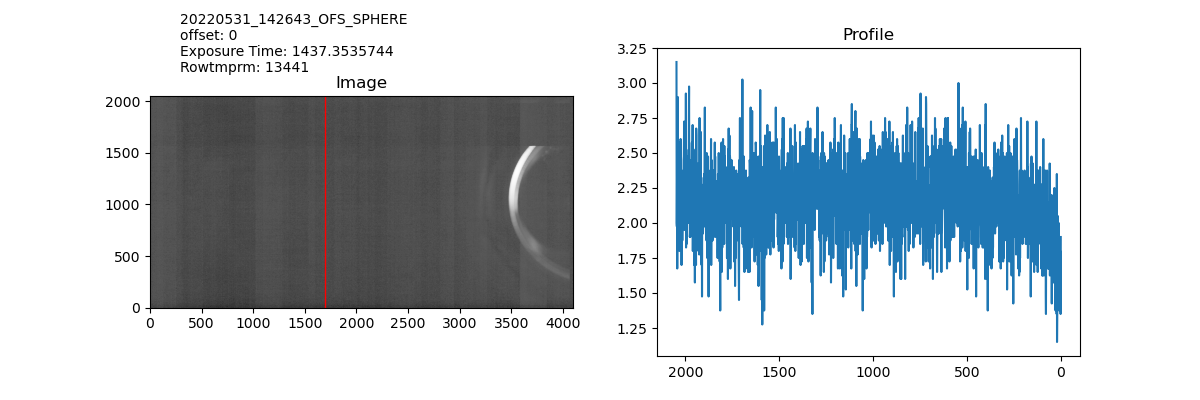 20220531_142643_OFS_SPHERE
offset: 0
Exposure Time: 1437.3535744
Rowtmprm: 13441
Image
2000
1500
1000
500
0
0 500 1000 1500 2000 2500 3000 3500 4000
Profile
3.25
3.00
2.75
2.50
2.25
2.00
1.75
1.50
1.25
2000 1500 1000 500 0